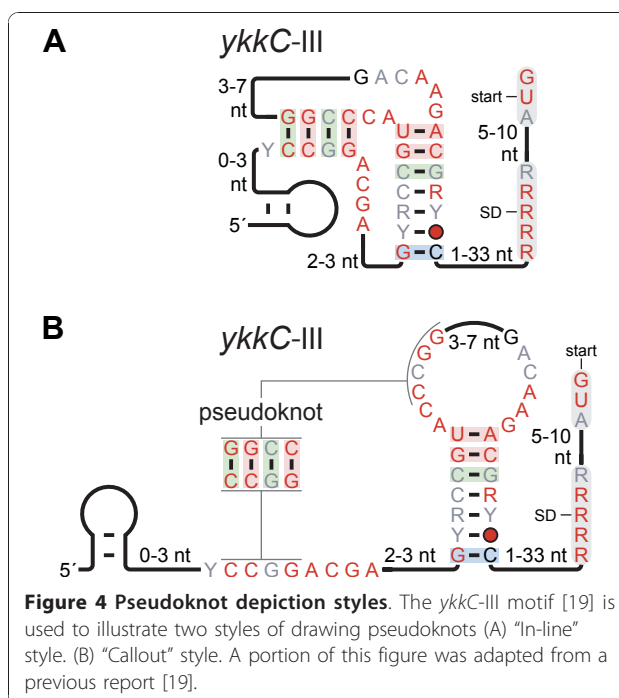 A
ykkC-III
3-7
nt
G A C A
A
G
G G C C C A U - A
Y C C G G G - C
C - G
0-3
nt
A
C
G
A
C - R
R - Y
Y -
G - C
5´
2-3 nt
1-33 nt
G
U
A
start
5-10
nt
R
R
R
R
R
SD
B
ykkC-III
pseudoknot
G G C C
C C G G
3-7 nt
G
G
C
C
C
A
G
A
C
A
A
G
U - A
G - C
C - G
C - R
R - Y
Y -
G - C
start
G
U
A
5-10
nt
R
R
R
R
R
SD
5´
0-3 nt
Y C C G G A C G A
2-3 nt
1-33 nt
Figure 4 Pseudoknot depiction styles. The ykkC-III motif [19] is
used to illustrate two styles of drawing pseudoknots (A) “In-line”
style. (B) “Callout” style. A portion of this figure was adapted from a
previous report [19].